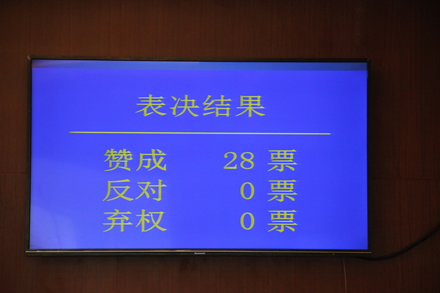 表决结果
赞成 28 票
反对 0 票
弃权 0 票